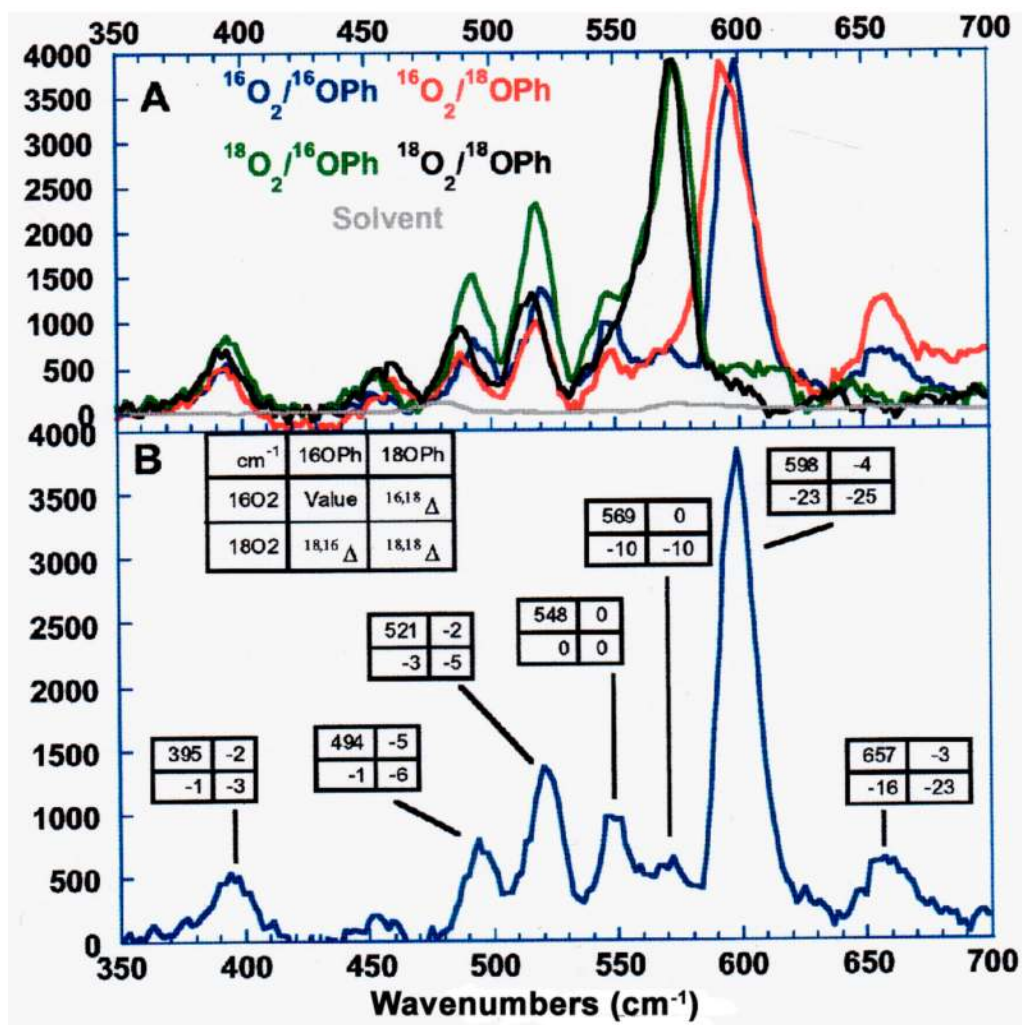 350 400 450 500 550 600 650 700
4000
A
¹⁶O₂/¹⁶OPh ¹⁶O₂/¹⁸OPh
3500
3000
¹⁸O₂/¹⁶OPh ¹⁸O₂/¹⁸OPh
2500
Solvent
2000
1500
1000
500
0
4000
B
cm⁻¹ 16OPh 18OPh
16O2 Value ¹⁶,¹⁸Δ
18O2 ¹⁸,¹⁶Δ ¹⁸,¹⁸Δ
598 -4
-23 -25
3500
569 0
-10 -10
3000
548 0
0 0
2500
521 -2
-3 -5
2000
395 -2
-1 -3
494 -5
-1 -6
657 -3
-16 -23
1500
1000
500
0
350 400 450 500 550 600 650 700
Wavenumbers (cm⁻¹)